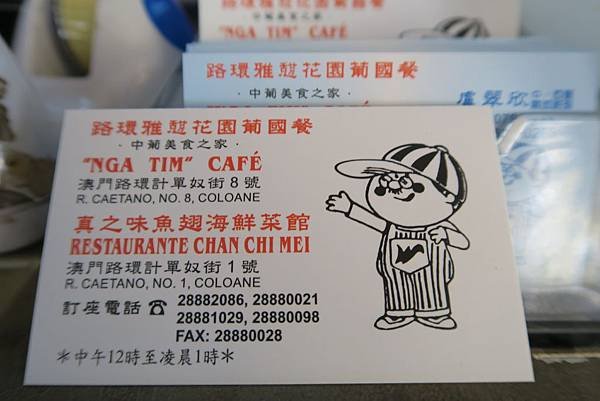 "NGA TIM" CAFÉ
路環雅憩花園葡國餐
·中葡美食之家·
盧翠欣
路環雅憩花園葡國餐
·中葡美食之家·
"NGA TIM" CAFÉ
澳門路環計單奴街8號
R. CAETANO, NO. 8, COLOANE
真之味魚翅海鮮菜館
RESTAURANTE CHAN CHI MEI
澳門路環計單奴街1號
R. CAETANO, NO. 1, COLOANE
訂座電話 ☎ 28882086, 28880021
28881029, 28880098
FAX: 28880028
*中午12時至凌晨1時*